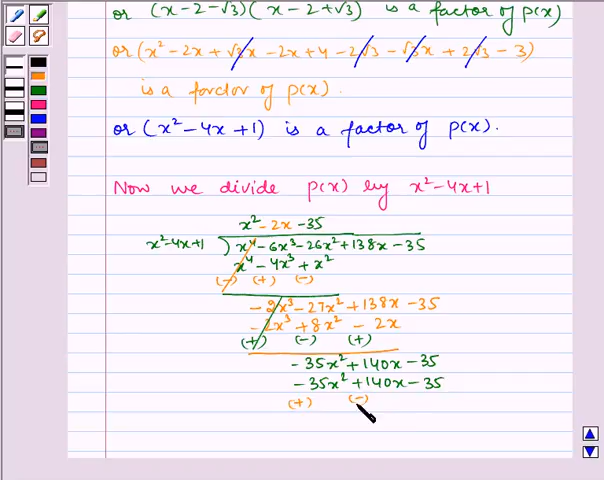 or (x-2-√3)(x-2+√3) is a factor of p(x)
or (x² - 2x + √3x - 2x + 4 - 2√3 - √3x + 2√3 - 3)
is a forctor of p(x).
or (x² - 4x + 1) is a factor of p(x).
Now we divide p(x) by x² - 4x + 1
x² - 2x - 35
x² - 4x + 1 ) x⁴ - 6x³ - 26x² + 138x - 35
x⁴ - 4x³ + x²
(-) (+) (-)
- 2x³ - 27x² + 138x - 35
- 2x³ + 8x² - 2x
(+) (-) (+)
- 35x² + 140x - 35
- 35x² + 140x - 35
(+) (-)